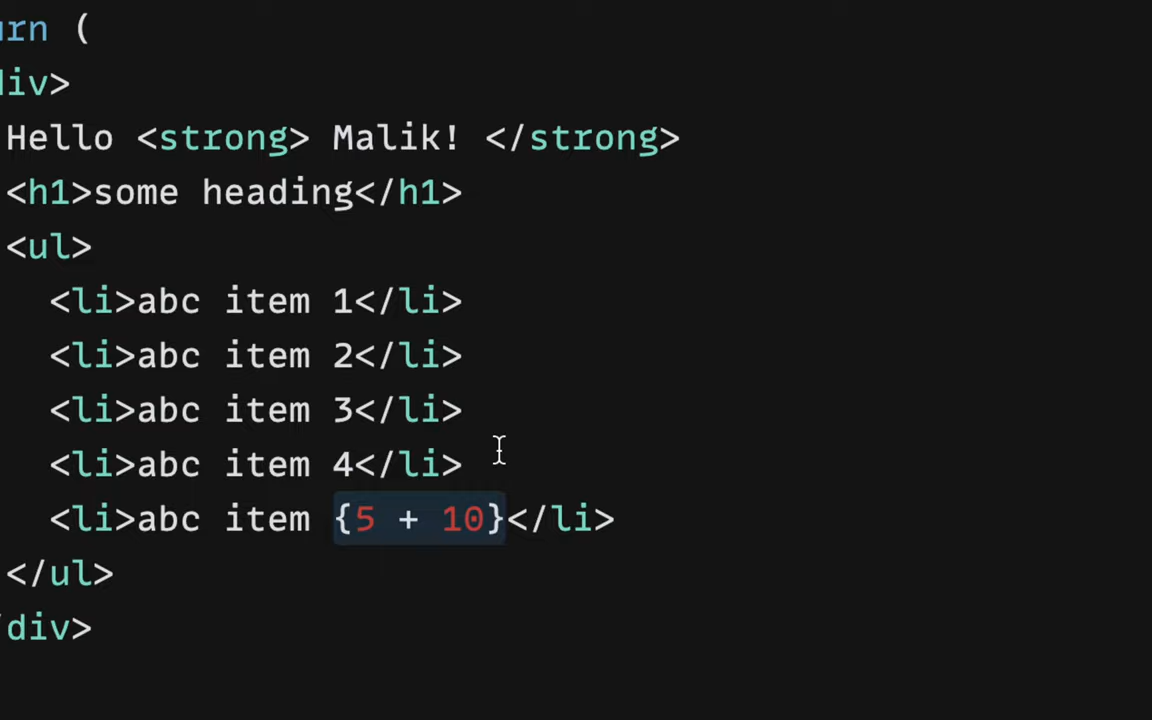 urn (
div>
Hello <strong> Malik! </strong>
<h1>some heading</h1>
<ul>
<li>abc item 1</li>
<li>abc item 2</li>
<li>abc item 3</li>
<li>abc item 4</li>
<li>abc item {5 + 10}</li>
</ul>
/div>